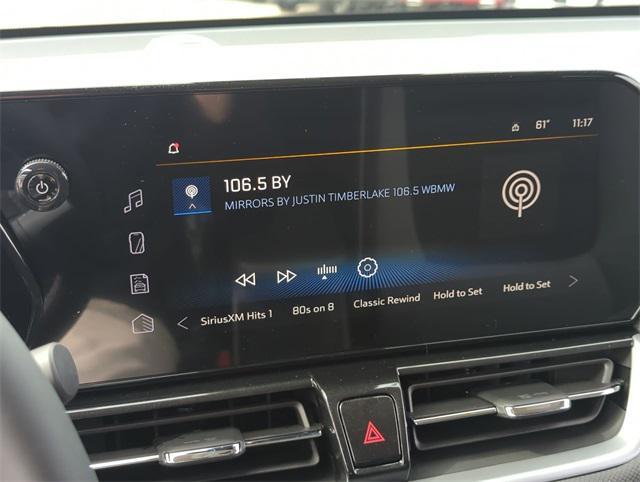 61° 11:17
106.5 BY
MIRRORS BY JUSTIN TIMBERLAKE 106.5 WBMW
SiriusXM Hits 1 80s on 8 Classic Rewind Hold to Set Hold to Set